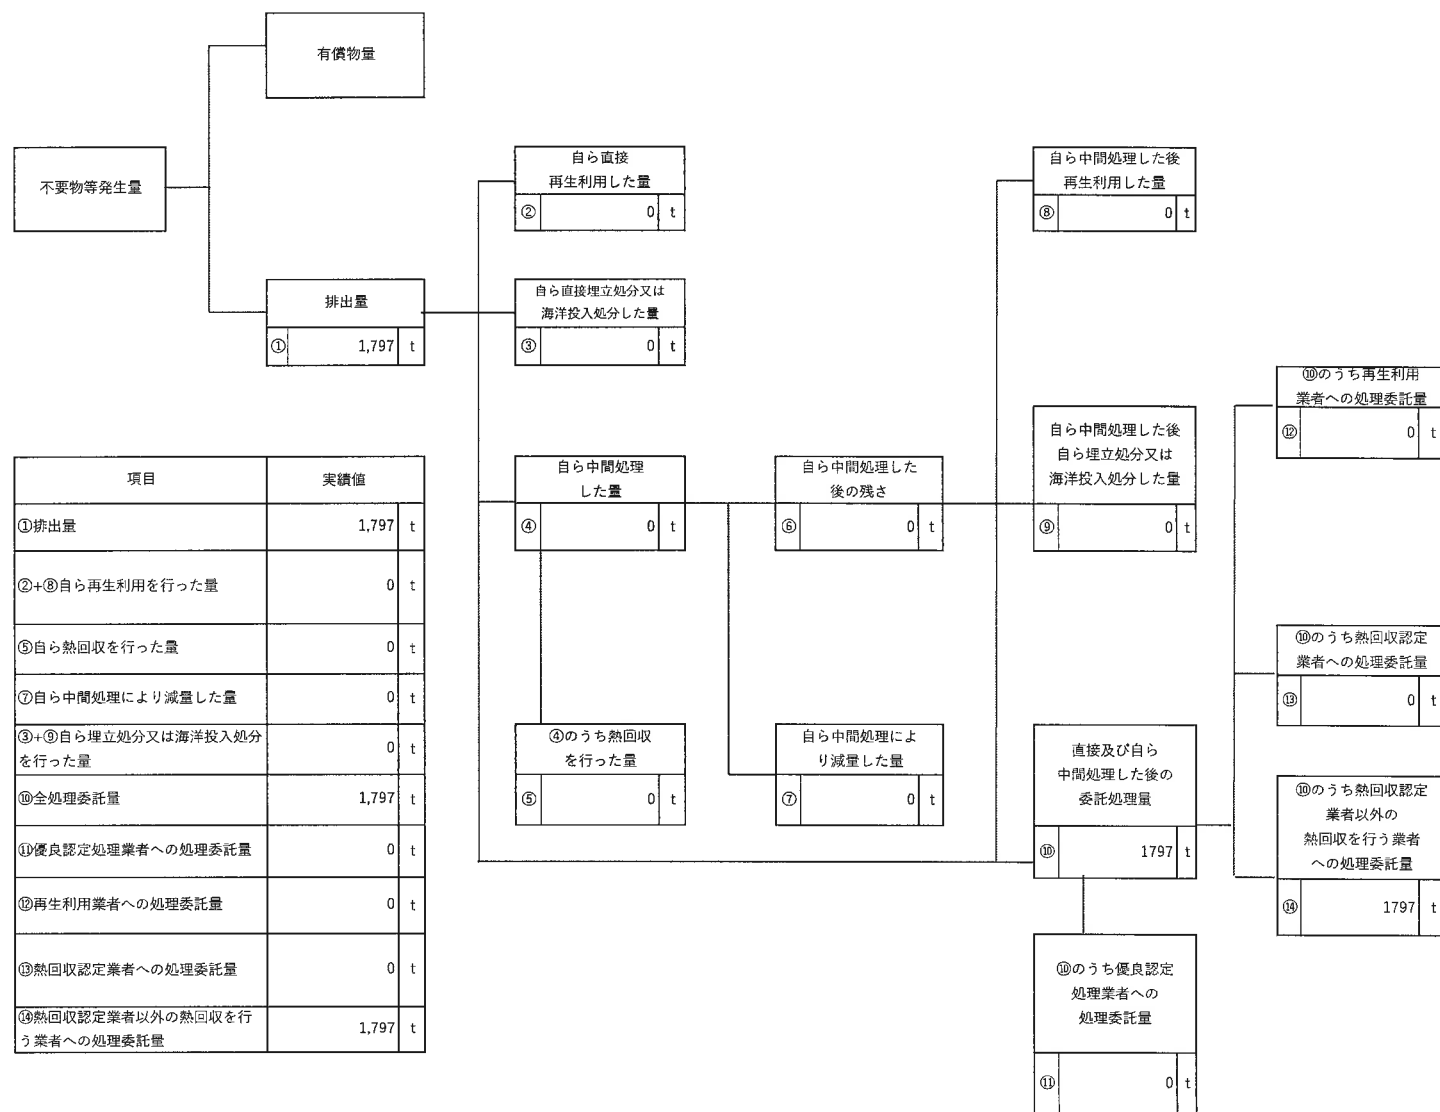 有償物量
不要物等発生量
自ら直接
再生利用した量
② 0 t
自ら中間処理した後
再生利用した量
⑧ 0 t
排出量
① 1,797 t
自ら直接埋立処分又は
海洋投入処分した量
③ 0 t
⑩のうち再生利用
業者への処理委託量
⑫ 0 t
自ら中間処理
した量
④ 0 t
自ら中間処理した
後の残さ
⑥ 0 t
自ら中間処理した後
自ら埋立処分又は
海洋投入処分した量
⑨ 0 t
⑩のうち熱回収認定
業者への処理委託量
⑬ 0 t
④のうち熱回収
を行った量
⑤ 0 t
自ら中間処理によ
り減量した量
⑦ 0 t
直接及び自ら
中間処理した後の
委託処理量
⑩ 1797 t
⑩のうち熱回収認定
業者以外の
熱回収を行う業者
への処理委託量
⑭ 1797 t
⑩のうち優良認定
処理業者への
処理委託量
⑪ 0 t
項目 実績値
①排出量 1,797 t
②+⑧自ら再生利用を行った量 0 t
⑤自ら熱回収を行った量 0 t
⑦自ら中間処理により減量した量 0 t
③+⑨自ら埋立処分又は海洋投入処分
を行った量 0 t
⑩全処理委託量 1,797 t
⑪優良認定処理業者への処理委託量 0 t
⑫再生利用業者への処理委託量 0 t
⑬熱回収認定業者への処理委託量 0 t
⑭熱回収認定業者以外の熱回収を行
う業者への処理委託量 1,797 t